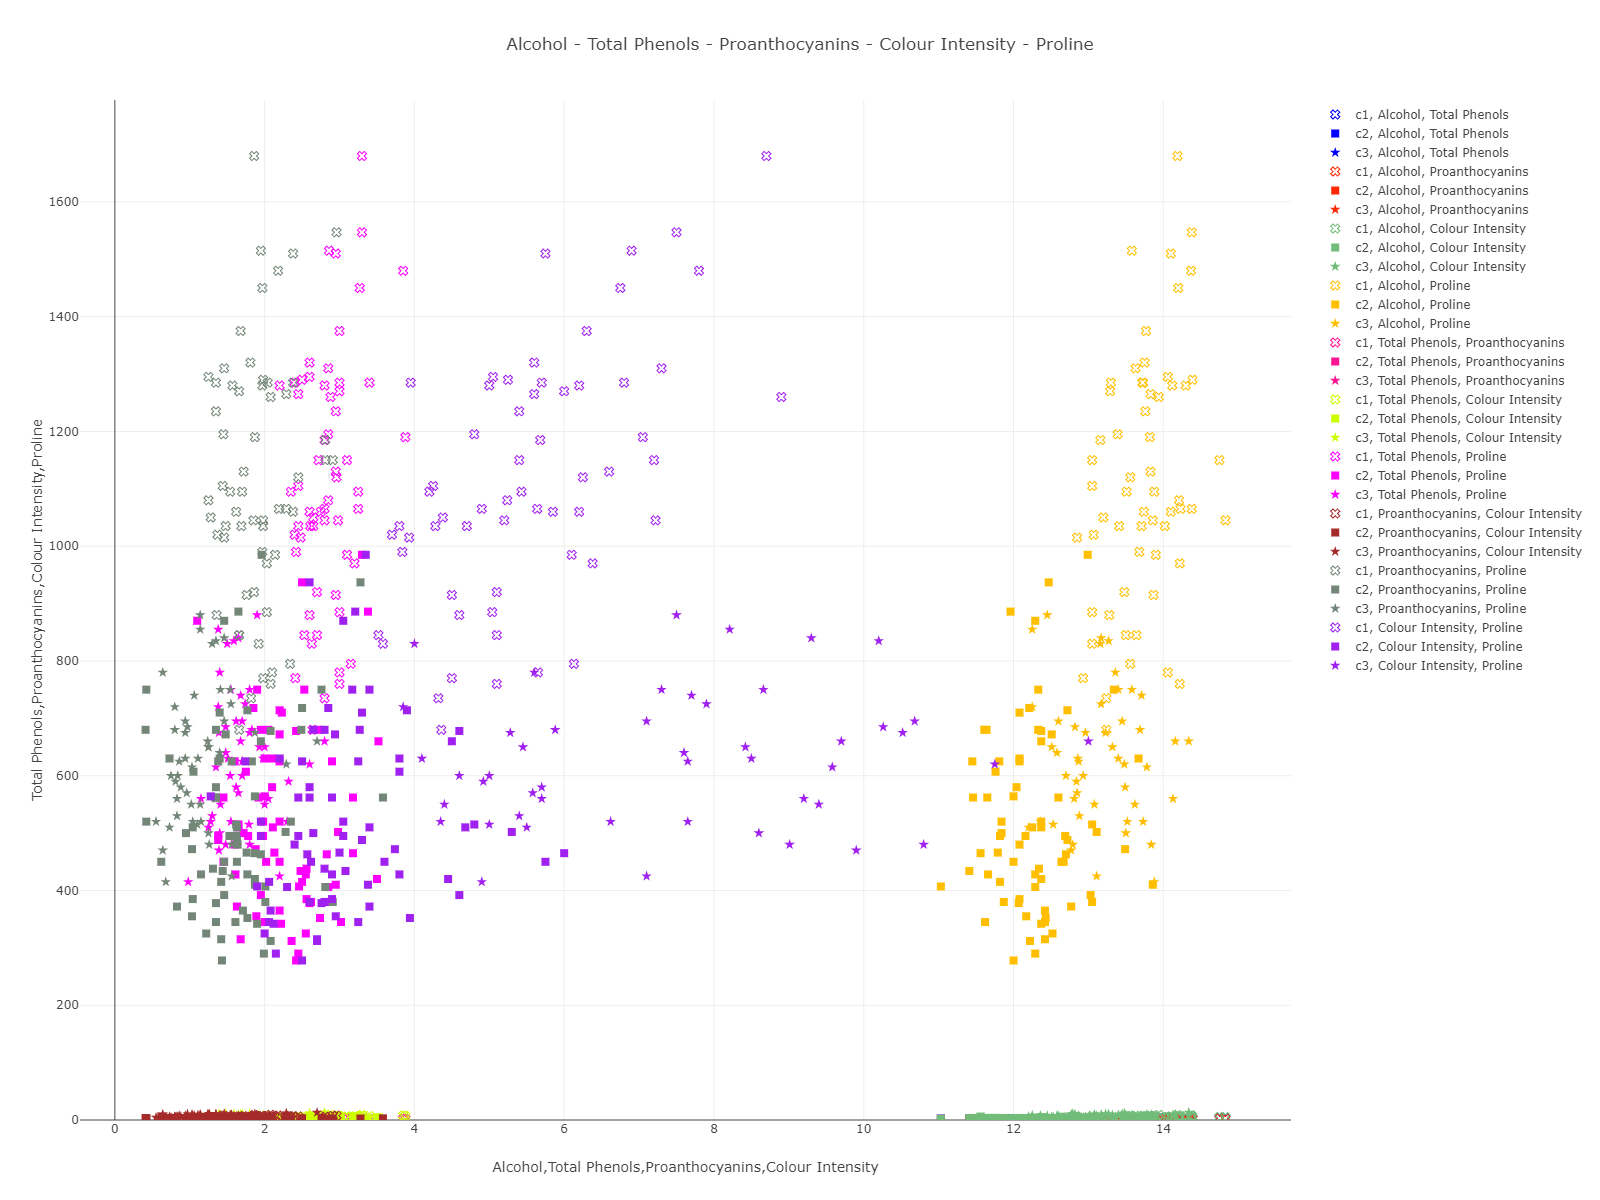 Alcohol - Total Phenols - Proanthocyanins - Colour Intensity - Proline
c1, Alcohol, Total Phenols
c2, Alcohol, Total Phenols
c3, Alcohol, Total Phenols
c1, Alcohol, Proanthocyanins
c2, Alcohol, Proanthocyanins
c3, Alcohol, Proanthocyanins
c1, Alcohol, Colour Intensity
c2, Alcohol, Colour Intensity
c3, Alcohol, Colour Intensity
c1, Alcohol, Proline
c2, Alcohol, Proline
c3, Alcohol, Proline
c1, Total Phenols, Proanthocyanins
c2, Total Phenols, Proanthocyanins
c3, Total Phenols, Proanthocyanins
c1, Total Phenols, Colour Intensity
c2, Total Phenols, Colour Intensity
c3, Total Phenols, Colour Intensity
c1, Total Phenols, Proline
c2, Total Phenols, Proline
c3, Total Phenols, Proline
c1, Proanthocyanins, Colour Intensity
c2, Proanthocyanins, Colour Intensity
c3, Proanthocyanins, Colour Intensity
c1, Proanthocyanins, Proline
c2, Proanthocyanins, Proline
c3, Proanthocyanins, Proline
c1, Colour Intensity, Proline
c2, Colour Intensity, Proline
c3, Colour Intensity, Proline
Total Phenols,Proanthocyanins,Colour Intensity,Proline
1600
1400
1200
1000
800
600
400
200
0
0 2 4 6 8 10 12 14
Alcohol,Total Phenols,Proanthocyanins,Colour Intensity